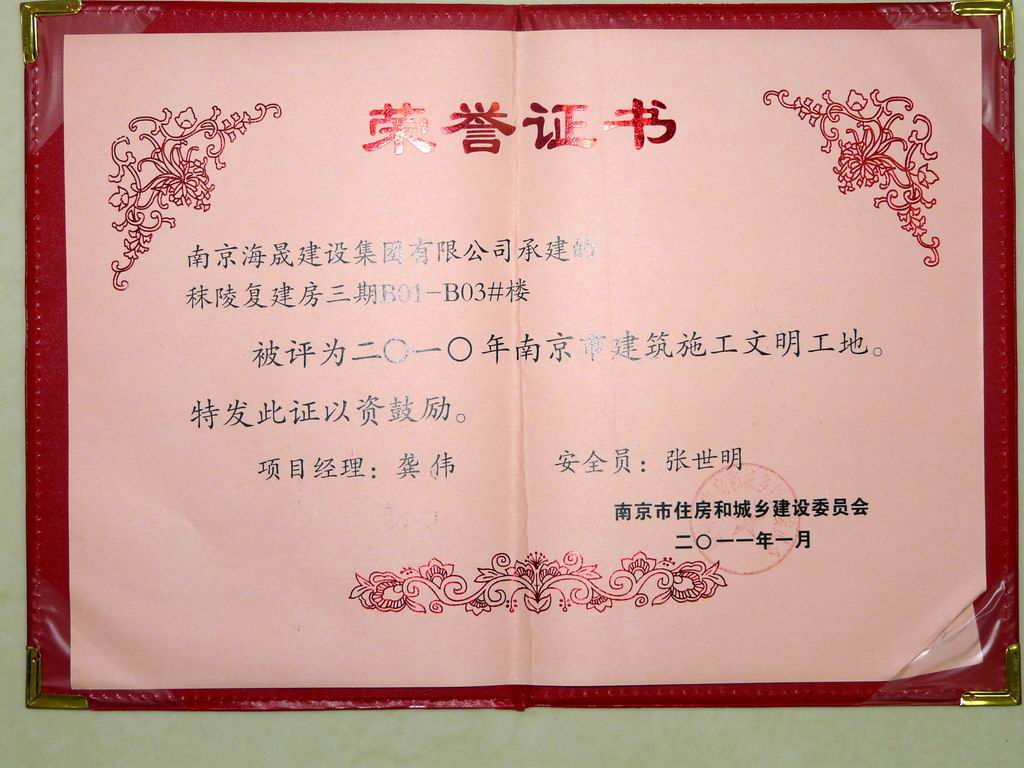 荣誉证书
南京海晟建设集团有限公司承建的
秣陵复建房三期B01-B03#楼
被评为二〇一〇年南京市建筑施工文明工地。
特发此证以资鼓励。
项目经理：龚伟 安全员：张世明
南京市住房和城乡建设委员会
二〇一一年一月